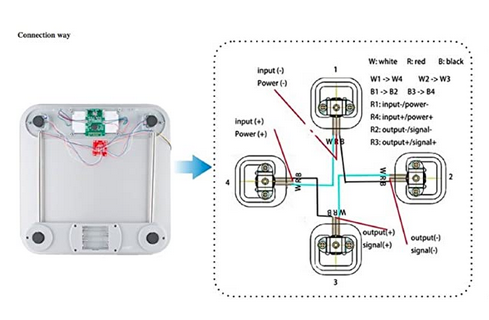 Connection way
W: white R: red B: black
W1 -> W4 W2 -> W3
B1 -> B2 B3 -> B4
R1: input-/power-
R4: input+/power+
R2: output-/signal-
R3: output+/signal+
input (-)
Power (-)
1
W R B
input (+)
Power (+)
4
W R B
W R B
2
W R B
output(+)
signal(+)
output(-)
signal(-)
3